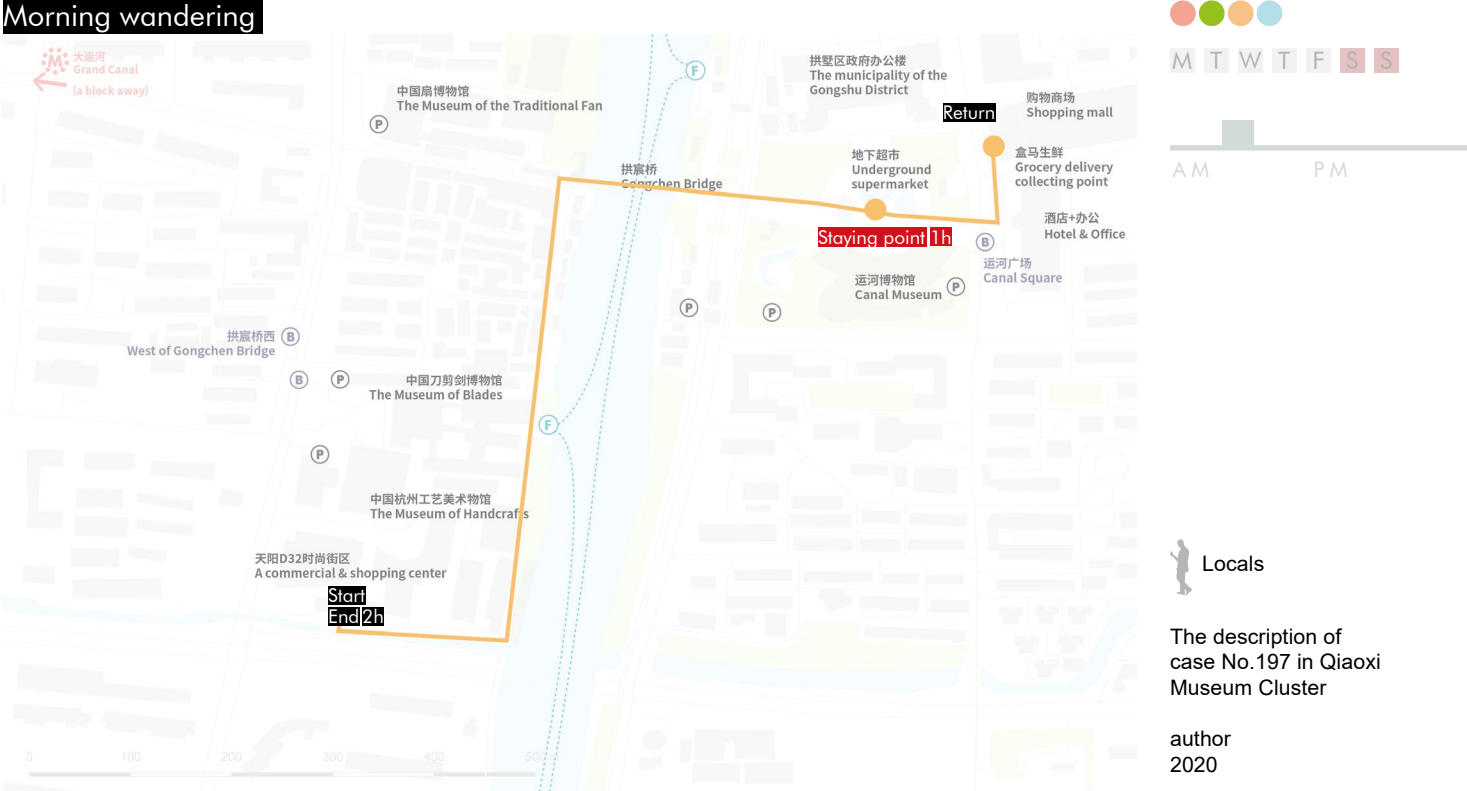 Morning wandering
M T W T F S S
大运河
Grand Canal
(a block away)
M
中国扇博物馆
The Museum of the Traditional Fan
P
F
拱墅区政府办公楼
The municipality of the
Gongshu District
购物商场
Shopping mall
Return
拱宸桥
Gongchen Bridge
地下超市
Underground
supermarket
盒马生鲜
Grocery delivery
collecting point
AM PM
酒店+办公
Hotel & Office
Staying point 1h
B
运河广场
Canal Square
运河博物馆
Canal Museum
P
P
P
拱宸桥西
West of Gongchen Bridge
B
B
P
中国刀剪剑博物馆
The Museum of Blades
F
P
中国杭州工艺美术物馆
The Museum of Handcrafts
天阳D32时尚街区
A commercial & shopping center
Start
End 2h
0 100 200 300 400 500 m
Locals
The description of
case No.197 in Qiaoxi
Museum Cluster
author
2020